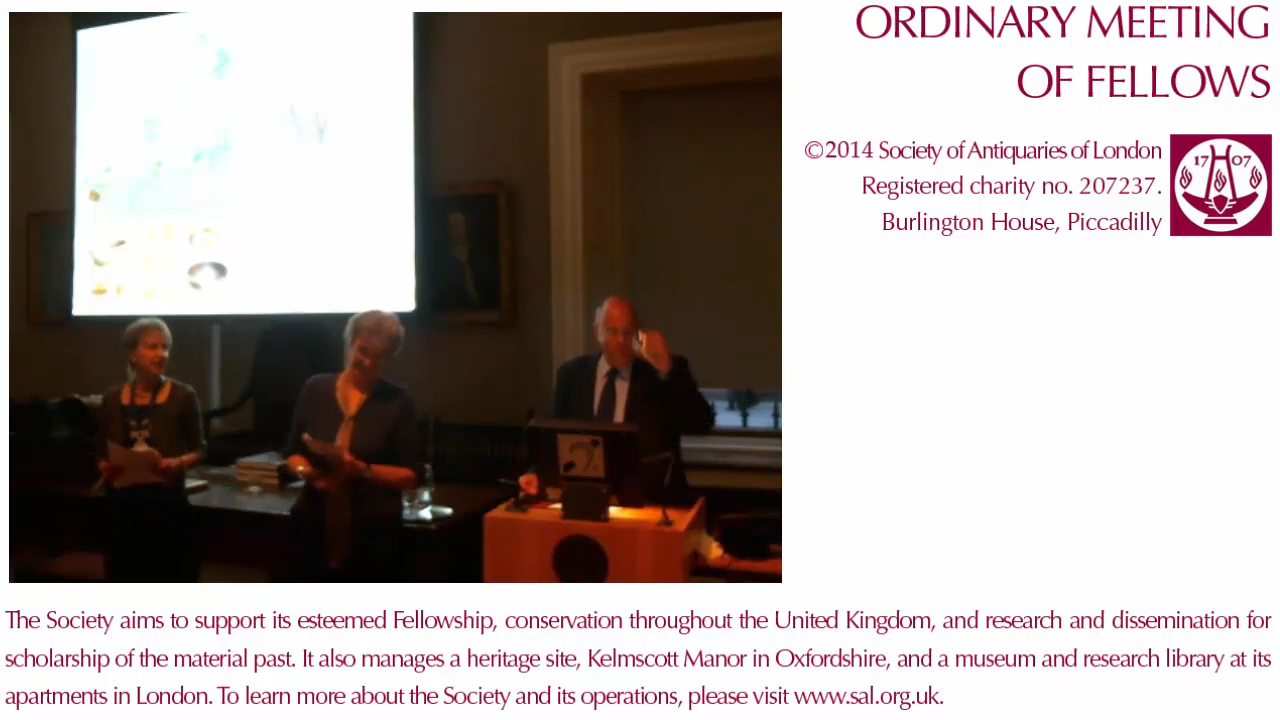 ORDINARY MEETING
OF FELLOWS
©2014 Society of Antiquaries of London
Registered charity no. 207237.
Burlington House, Piccadilly
17 07
The Society aims to support its esteemed Fellowship, conservation throughout the United Kingdom, and research and dissemination for
scholarship of the material past. It also manages a heritage site, Kelmscott Manor in Oxfordshire, and a museum and research library at its
apartments in London. To learn more about the Society and its operations, please visit www.sal.org.uk.